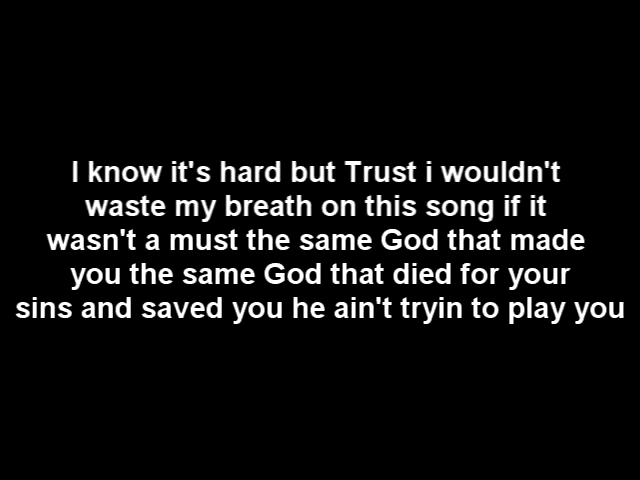 I know it's hard but Trust i wouldn't
waste my breath on this song if it
wasn't a must the same God that made
you the same God that died for your
sins and saved you he ain't tryin to play you